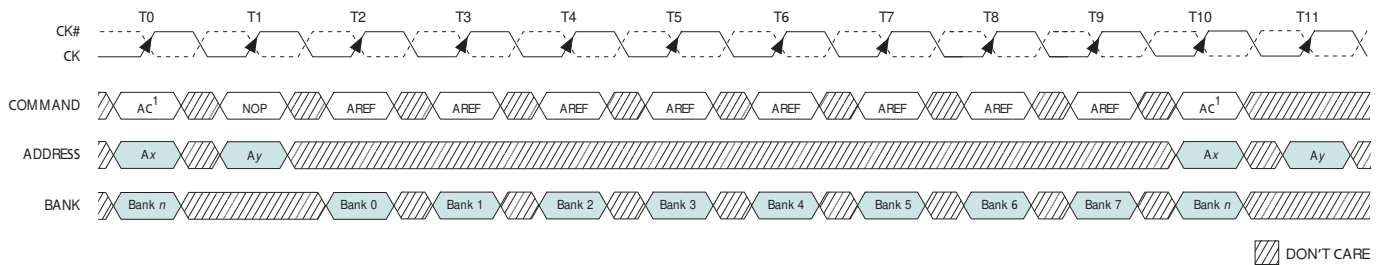 T0 T1 T2 T3 T4 T5 T6 T7 T8 T9 T10 T11
CK#
CK
COMMAND AC1 NOP AREF AREF AREF AREF AREF AREF AREF AREF AC1
ADDRESS Ax Ay Ax Ay
BANK Bank n Bank 0 Bank 1 Bank 2 Bank 3 Bank 4 Bank 5 Bank 6 Bank 7 Bank n
DON'T CARE